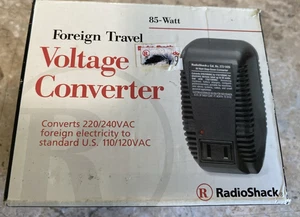 85-Watt
Foreign Travel
Voltage
Converter
Converts 220/240VAC
foreign electricity to
standard U.S. 110/120VAC
R RadioShack